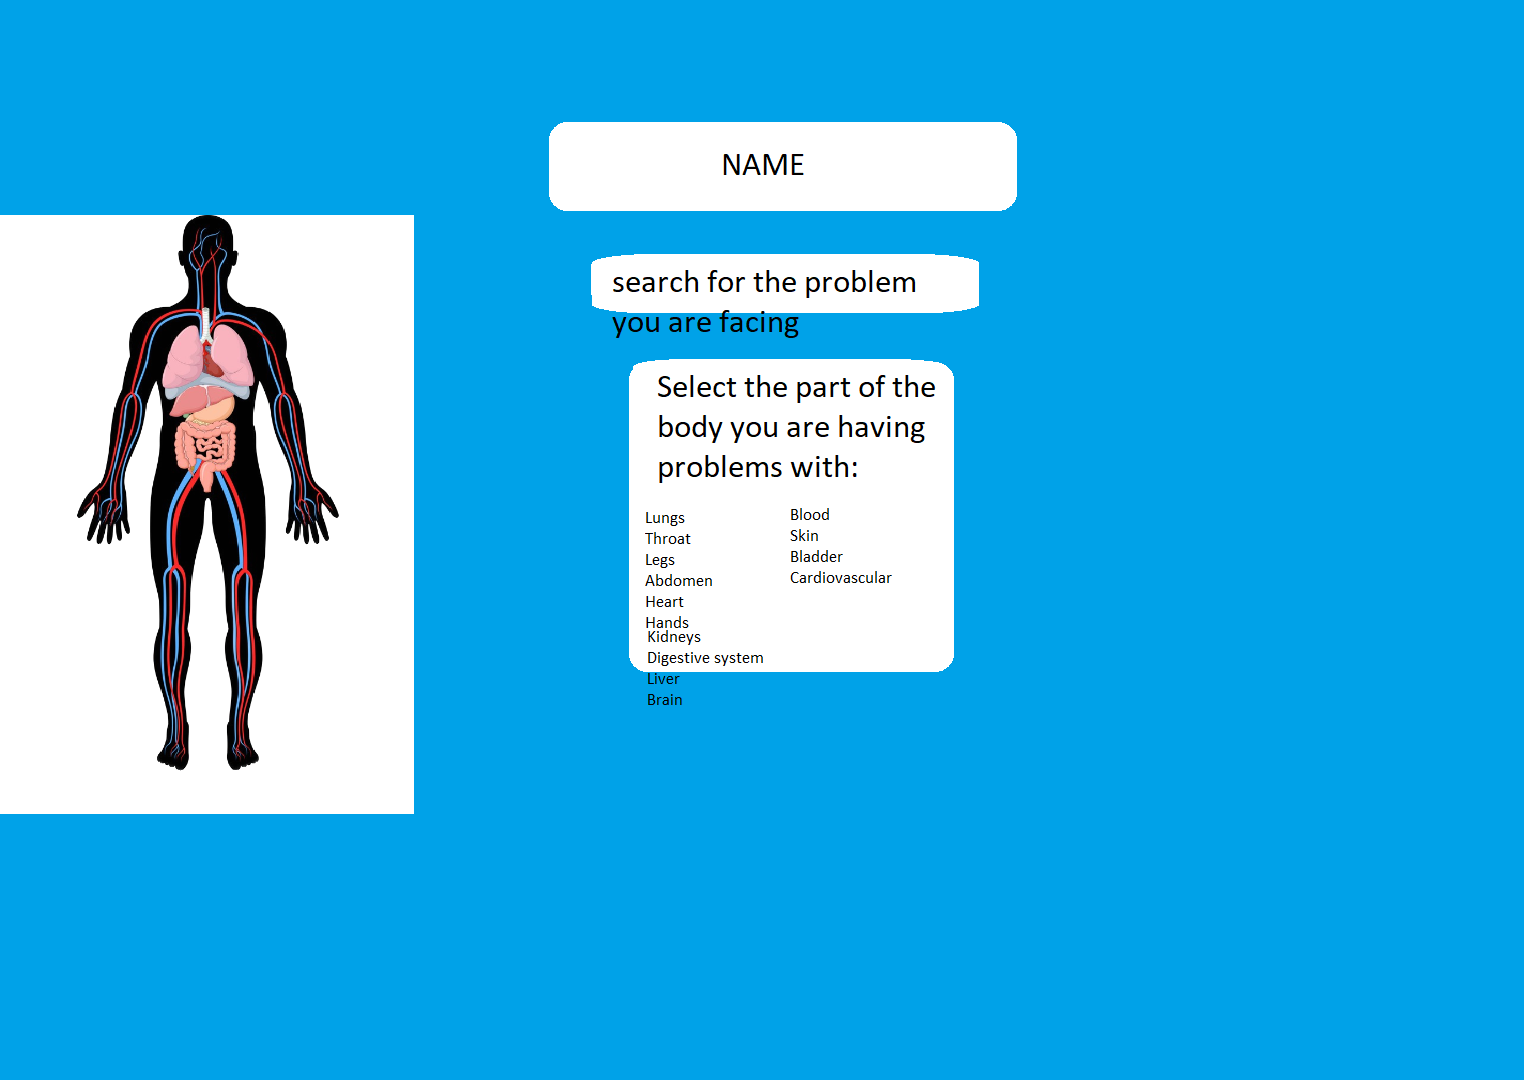 NAME
search for the problem
you are facing
Select the part of the
body you are having
problems with:
Lungs
Throat
Legs
Abdomen
Heart
Hands
Kidneys
Digestive system
Liver
Brain
Blood
Skin
Bladder
Cardiovascular